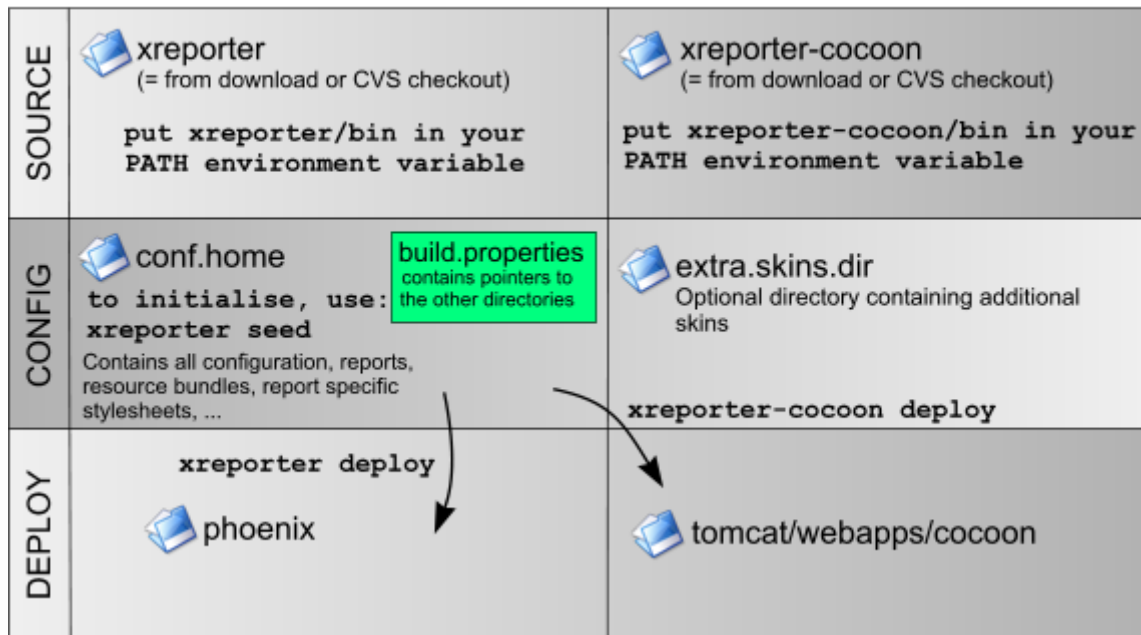 SOURCE
xreporter
(= from download or CVS checkout)
put xreporter/bin in your
PATH environment variable
xreporter-cocoon
(= from download or CVS checkout)
put xreporter-cocoon/bin in your
PATH environment variable
CONFIG
conf.home
to initialise, use:
xreporter seed
Contains all configuration, reports,
resource bundles, report specific
stylesheets, ...
build.properties
contains pointers to
the other directories
extra.skins.dir
Optional directory containing additional
skins
xreporter-cocoon deploy
DEPLOY
xreporter deploy
phoenix
tomcat/webapps/cocoon